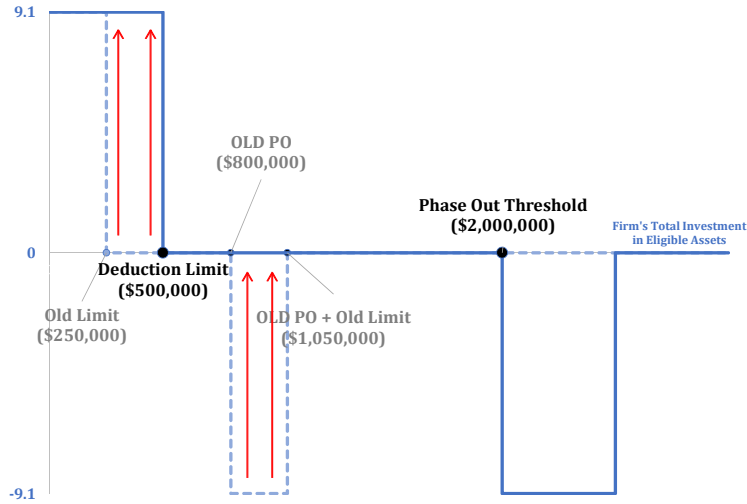 9.1
OLD PO
($800,000)
Phase Out Threshold
($2,000,000)
Firm's Total Investment
in Eligible Assets
0
Deduction Limit
($500,000)
Old Limit
($250,000)
OLD PO + Old Limit
($1,050,000)
-9.1